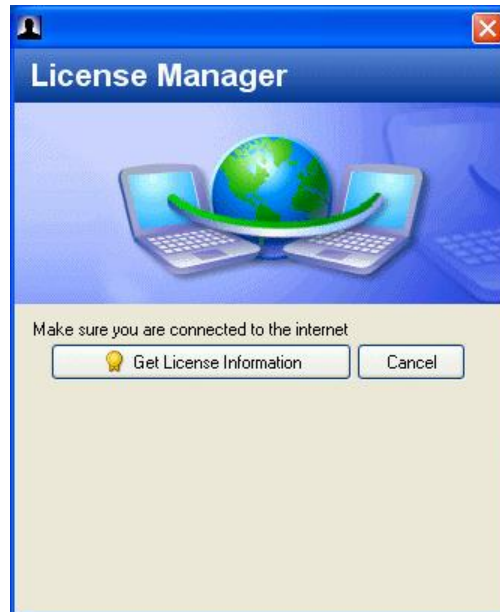 License Manager
Make sure you are connected to the internet
Get License Information Cancel